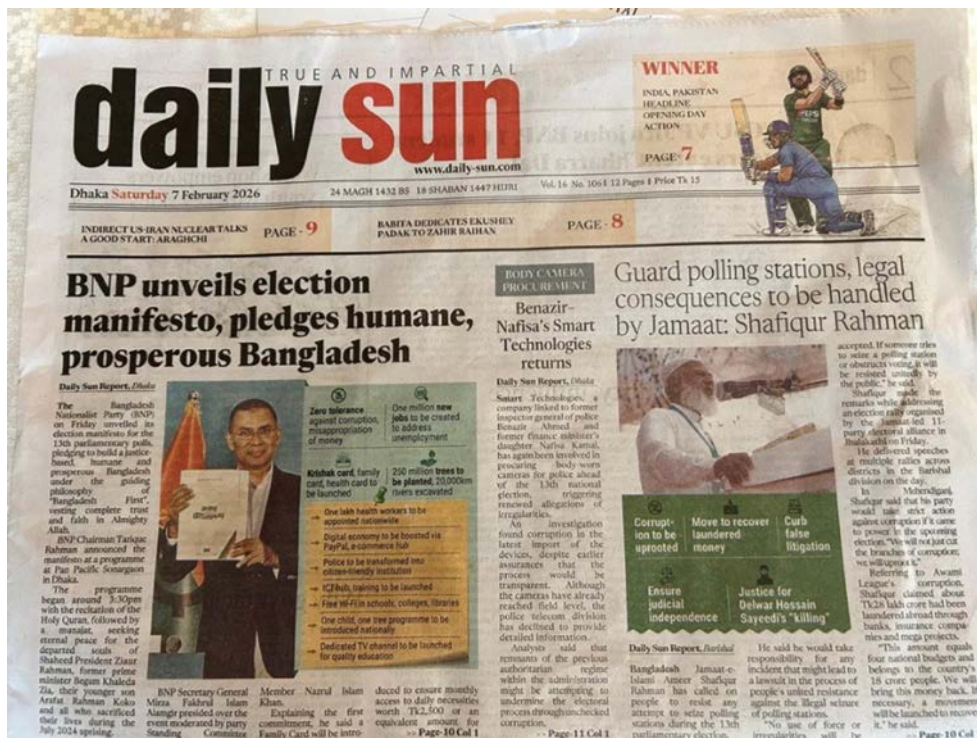 TRUE AND IMPARTIAL
daily sun
www.daily-sun.com
Dhaka Saturday 7 February 2026
24 MAGH 1432 BS 18 SHABAN 1447 HIJRI
Vol. 16 No. 106 12 Pages Price Tk 15
WINNER
INDIA, PAKISTAN
HEADLINE
OPENING DAY
ACTION
PAGE- 7
INDIRECT US-IRAN NUCLEAR TALKS
A GOOD START: ARAGHCHI
PAGE - 9
BABITA DEDICATES EKUSHEY
PADAK TO ZAHIR RAIHAN
PAGE - 8
BNP unveils election
manifesto, pledges humane,
prosperous Bangladesh
Daily Sun Report, Dhaka
The Bangladesh
Nationalist Party (BNP)
on Friday unveiled its
election manifesto for the
13th parliamentary polls,
pledging to build a justice-
based, humane and
prosperous Bangladesh
under the guiding
philosophy of
"Bangladesh First",
vesting complete trust
and faith in Almighty
Allah.
BNP Chairman Tarique
Rahman announced the
manifesto at a programme
at Pan Pacific Sonargaon
in Dhaka.
The programme
began around 3:30pm
with the recitation of the
Holy Quran, followed by
a munajat, seeking
eternal peace for the
departed souls of
Shaheed President Ziaur
Rahman, former prime
minister Begum Khaleda
Zia, their younger son
Arafat Rahman Koko
and all who sacrificed
their lives during the
July 2024 uprising.
Zero tolerance
against corruption,
misappropriation
of money
One million new
jobs to be created
to address
unemployment
Krishak card, family
card, health card to
be launched
250 million trees to
be planted, 20,000km
rivers excavated
One lakh health workers to be
appointed nationwide
Digital economy to be boosted via
PayPal, e-commerce hub
Police to be transformed into
citizen-friendly institution
ICT hub, training to be launched
Free Wi-Fi in schools, colleges, libraries
One child, one tree programme to be
introduced nationally
Dedicated TV channel to be launched
for quality education
BNP Secretary General
Mirza Fakhrul Islam
Alamgir presided over the
event moderated by party
Standing Committee
Member Nazrul Islam
Khan.
Explaining the first
commitment, he said a
Family Card will be intro-
duced to ensure monthly
access to daily necessities
worth Tk2,500 or an
equivalent amount for
>> Page-10 Col 1
BODY CAMERA
PROCUREMENT
Benazir–
Nafisa's Smart
Technologies
returns
Daily Sun Report, Dhaka
Smart Technologies, a
company linked to former
inspector general of police
Benazir Ahmed and
former finance minister's
daughter Nafisa Kamal,
has again been involved in
procuring body-worn
cameras for police ahead
of the 13th national
election, triggering
renewed allegations of
irregularities.
An investigation
found corruption in the
latest import of the
devices, despite earlier
assurances that the
process would be
transparent. Although
the cameras have already
reached field level, the
police telecom division
has declined to provide
detailed information.
Analysts said that
remnants of the previous
authoritarian regime
within the administration
might be attempting to
undermine the electoral
process through unchecked
corruption.
>> Page-11 Col 1
Guard polling stations, legal
consequences to be handled
by Jamaat: Shafiqur Rahman
Corrupt-
ion to be
uprooted
Move to recover
laundered
money
Curb
false
litigation
Ensure
judicial
independence
Justice for
Delwar Hossain
Sayeedi's "killing"
Daily Sun Report, Barishal
Bangladesh Jamaat-e-
Islami Ameer Shafiqur
Rahman has called on
people to resist any
attempt to seize polling
stations during the 13th
parliamentary election.
He said he would take
responsibility for any
incident that might lead to
a lawsuit in the process of
people's united resistance
against the illegal seizure
of polling stations.
"No use of force or
irregularities will be
accepted. If someone tries
to seize a polling station
or obstructs voting, it will
be resisted unitedly by
the public," he said.
Shafiqur made the
remarks while addressing
an election rally organised
by the Jamaat-led 11-
party electoral alliance in
Jhalakathi on Friday.
He delivered speeches
at multiple rallies across
districts in the Barishal
division on the day.
In Mehendiganj,
Shafiqur said that his party
would take strict action
against corruption if it came
to power in the upcoming
election. "We will not just cut
the branches of corruption;
we will uproot it."
Referring to Awami
League's corruption,
Shafiqur claimed about
Tk28 lakh crore had been
laundered abroad through
banks, insurance compa-
nies and mega projects.
"This amount equals
four national budgets and
belongs to the country's
18 crore people. We will
bring this money back. If
necessary, a movement
will be launched to recover
it," he said.
>> Page-10 Col